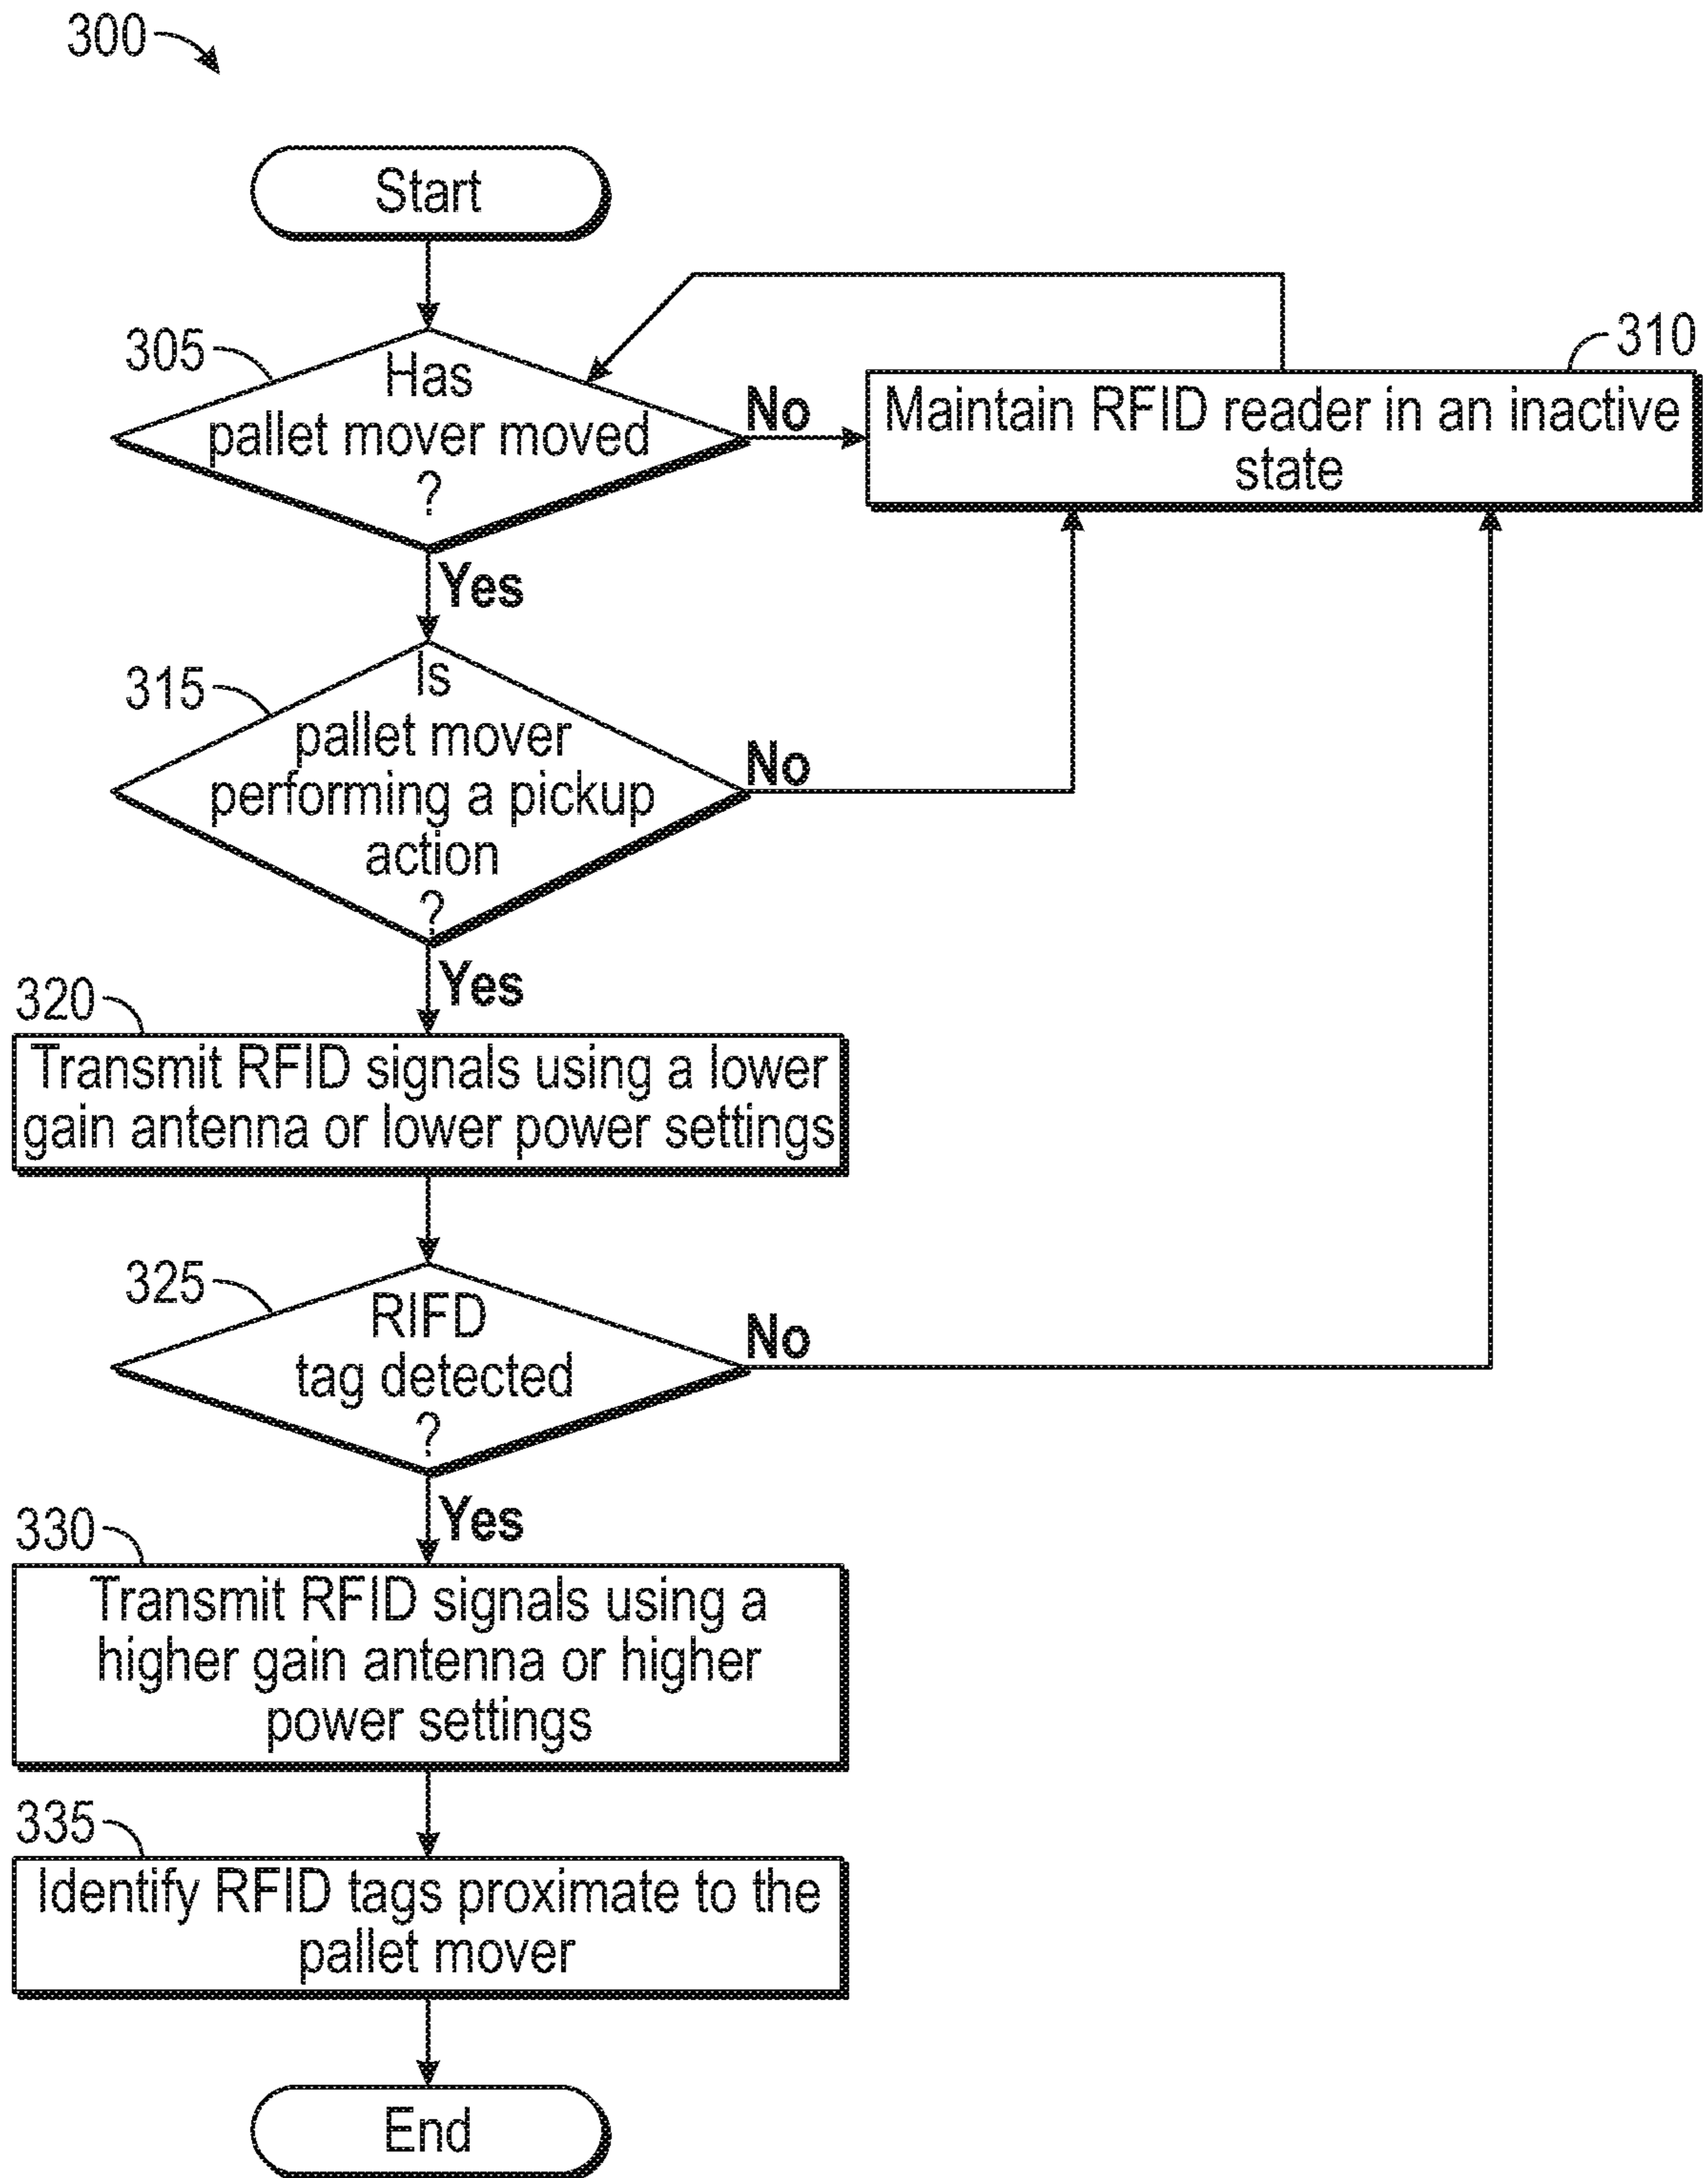 300
Start
305
Has
pallet mover moved
?
No
310
Maintain RFID reader in an inactive
state
Yes
315
Is
pallet mover
performing a pickup
action
?
No
Yes
320
Transmit RFID signals using a lower
gain antenna or lower power settings
325
RIFD
tag detected
?
No
Yes
330
Transmit RFID signals using a
higher gain antenna or higher
power settings
335
Identify RFID tags proximate to the
pallet mover
End